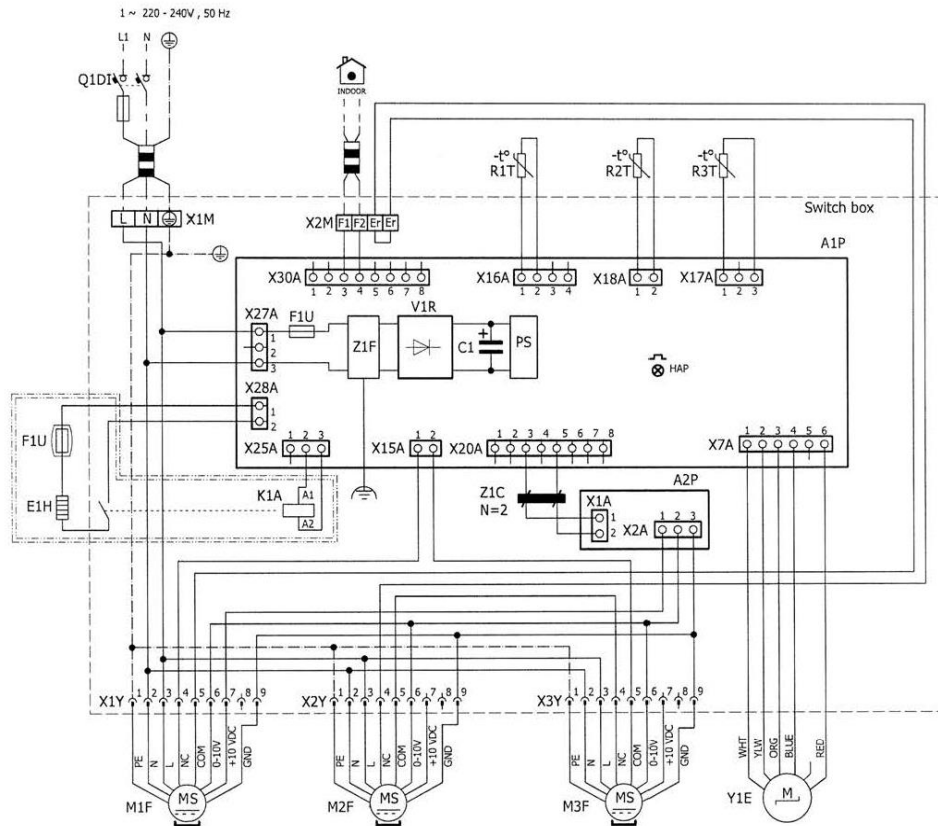 1 ~ 220 - 240V , 50 Hz
L1 N
Q1DI
INDOOR
-t° R1T
-t° R2T
-t° R3T
Switch box
L N X1M
X2M F1 F2 Er Er
A1P
X30A 1 2 3 4 5 6 7 8
X16A 1 2 3 4
X18A 1 2
X17A 1 2 3
X27A 1 2 3
F1U
Z1F
V1R
+ C1
PS
HAP
X28A 1 2
F1U
E1H
X25A 1 2 3
X15A 1 2
X20A 1 2 3 4 5 6 7 8
X7A 1 2 3 4 5 6
K1A A1 A2
Z1C
N=2
A2P
X1A 1 2
X2A 1 2 3
X1Y 1 2 3 4 5 6 7 8 9
X2Y 1 2 3 4 5 6 7 8 9
X3Y 1 2 3 4 5 6 7 8 9
PE N L NC COM 0-10V +10 VDC GND
PE N L NC COM 0-10V +10 VDC GND
PE N L NC COM 0-10V +10 VDC GND
WHT YLW ORG BLUE RED
M1F MS
M2F MS
M3F MS
Y1E M